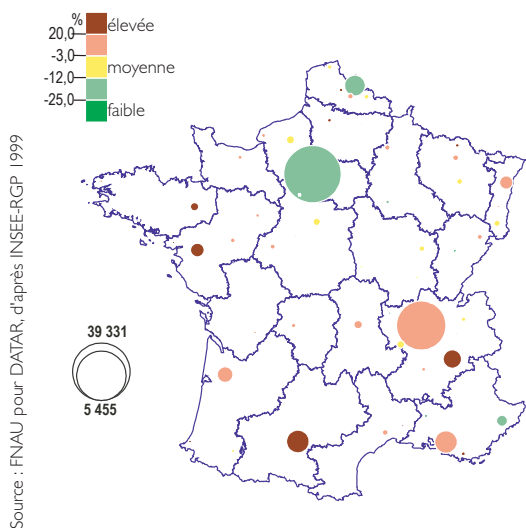 %
élevée
20,0
-3,0
moyenne
-12,0
-25,0
faible
39 331
5 455
Source : FNAU pour DATAR, d'après INSEE-RGP 1999